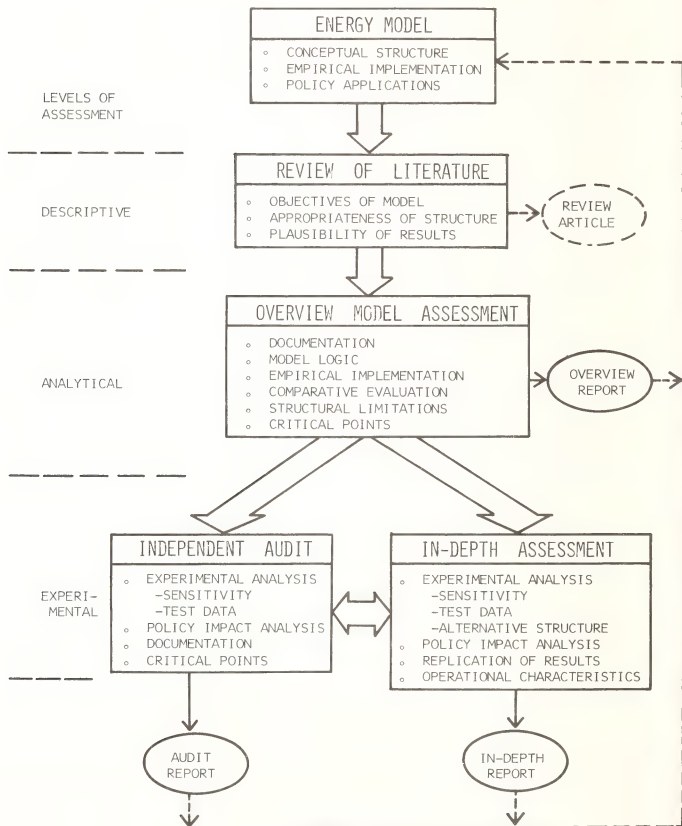 ENERGY MODEL
◦ CONCEPTUAL STRUCTURE
◦ EMPIRICAL IMPLEMENTATION
◦ POLICY APPLICATIONS
LEVELS OF
ASSESSMENT
REVIEW OF LITERATURE
DESCRIPTIVE
◦ OBJECTIVES OF MODEL
◦ APPROPRIATENESS OF STRUCTURE
◦ PLAUSIBILITY OF RESULTS
REVIEW
ARTICLE
OVERVIEW MODEL ASSESSMENT
ANALYTICAL
◦ DOCUMENTATION
◦ MODEL LOGIC
◦ EMPIRICAL IMPLEMENTATION
◦ COMPARATIVE EVALUATION
◦ STRUCTURAL LIMITATIONS
◦ CRITICAL POINTS
OVERVIEW
REPORT
EXPERI-
MENTAL
INDEPENDENT AUDIT
◦ EXPERIMENTAL ANALYSIS
-SENSITIVITY
-TEST DATA
◦ POLICY IMPACT ANALYSIS
◦ DOCUMENTATION
◦ CRITICAL POINTS
IN-DEPTH ASSESSMENT
◦ EXPERIMENTAL ANALYSIS
-SENSITIVITY
-TEST DATA
-ALTERNATIVE STRUCTURE
◦ POLICY IMPACT ANALYSIS
◦ REPLICATION OF RESULTS
◦ OPERATIONAL CHARACTERISTICS
AUDIT
REPORT
IN-DEPTH
REPORT